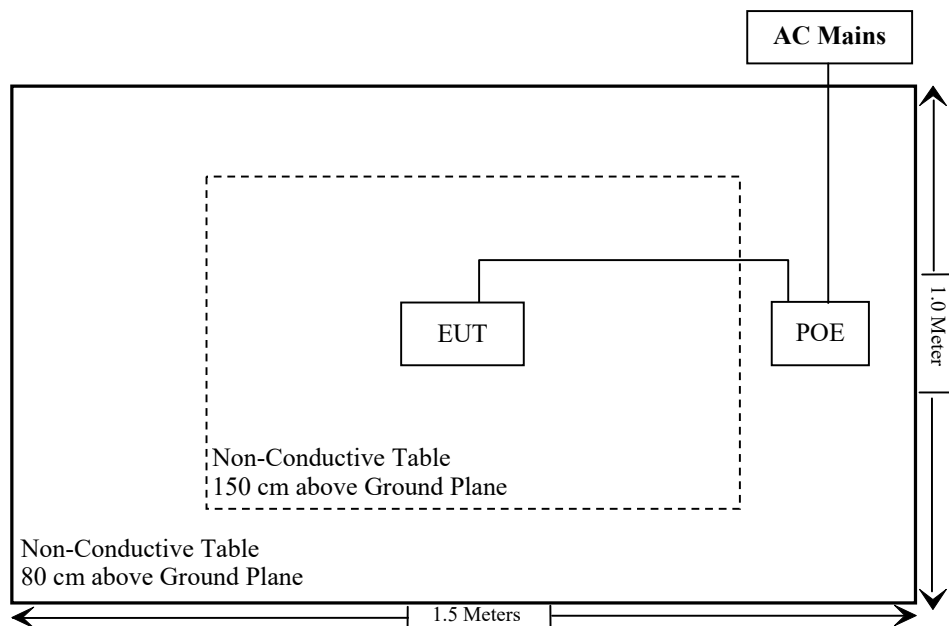 AC Mains
EUT
POE
1.0 Meter
Non-Conductive Table
150 cm above Ground Plane
Non-Conductive Table
80 cm above Ground Plane
1.5 Meters